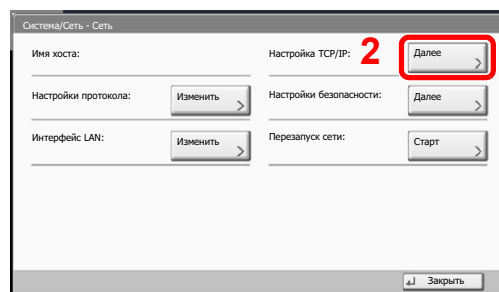 Система/Сеть - Сеть
Имя хоста:
Настройка TCP/IP: 2 Далее
Настройки протокола: Изменить
Настройки безопасности: Далее
Интерфейс LAN: Изменить
Перезапуск сети: Старт
Закрыть